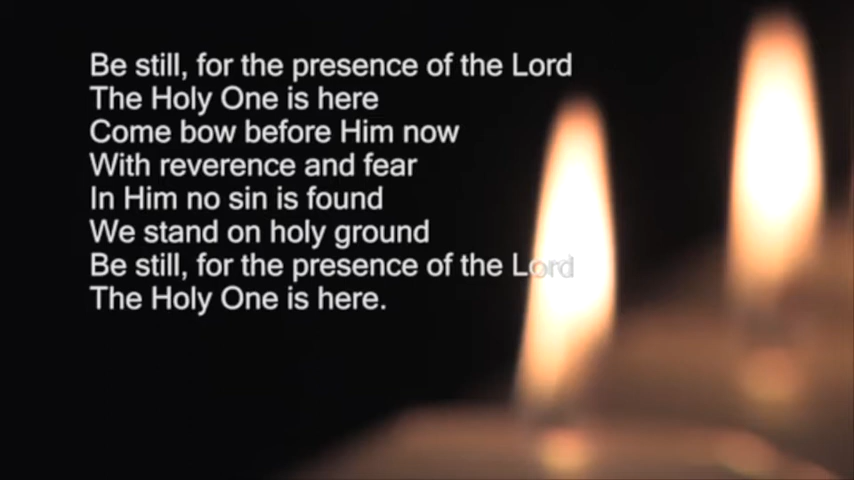 Be still, for the presence of the Lord
The Holy One is here
Come bow before Him now
With reverence and fear
In Him no sin is found
We stand on holy ground
Be still, for the presence of the Lord
The Holy One is here.